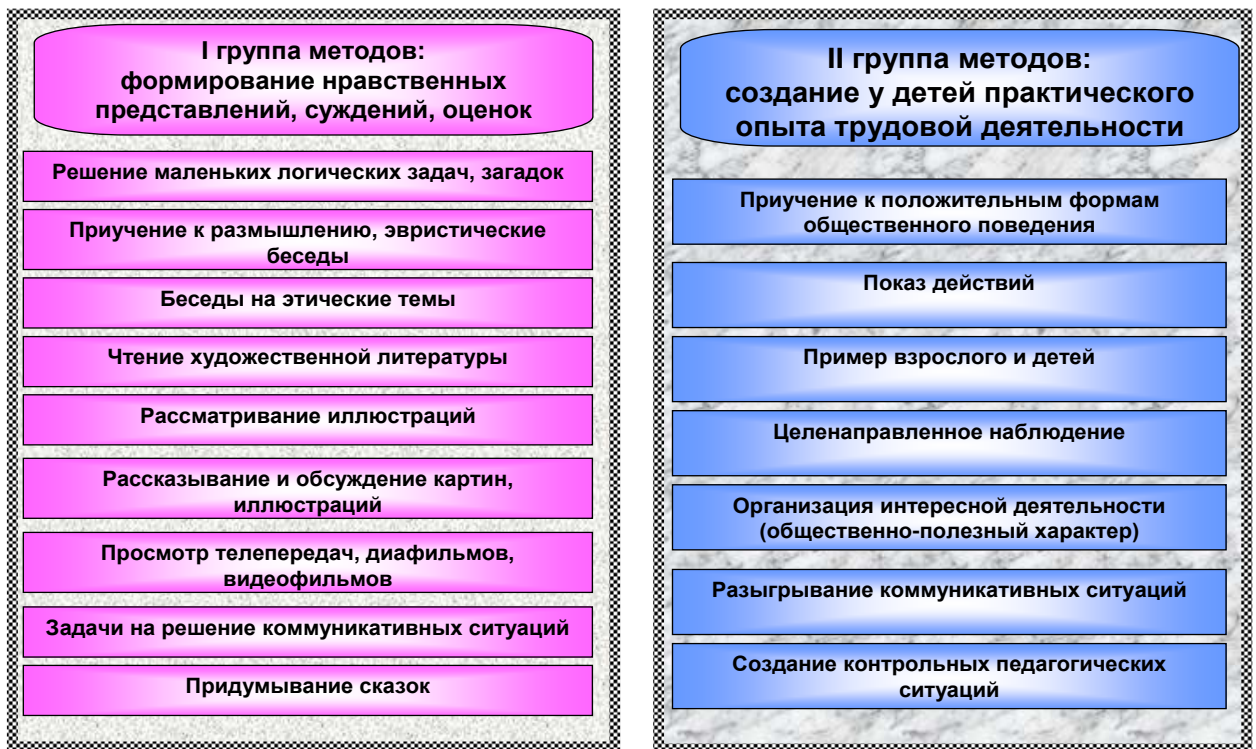 I группа методов:
формирование нравственных
представлений, суждений, оценок
Решение маленьких логических задач, загадок
Приучение к размышлению, эвристические
беседы
Беседы на этические темы
Чтение художественной литературы
Рассматривание иллюстраций
Рассказывание и обсуждение картин,
иллюстраций
Просмотр телепередач, диафильмов,
видеофильмов
Задачи на решение коммуникативных ситуаций
Придумывание сказок
II группа методов:
создание у детей практического
опыта трудовой деятельности
Приучение к положительным формам
общественного поведения
Показ действий
Пример взрослого и детей
Целенаправленное наблюдение
Организация интересной деятельности
(общественно-полезный характер)
Разыгрывание коммуникативных ситуаций
Создание контрольных педагогических
ситуаций